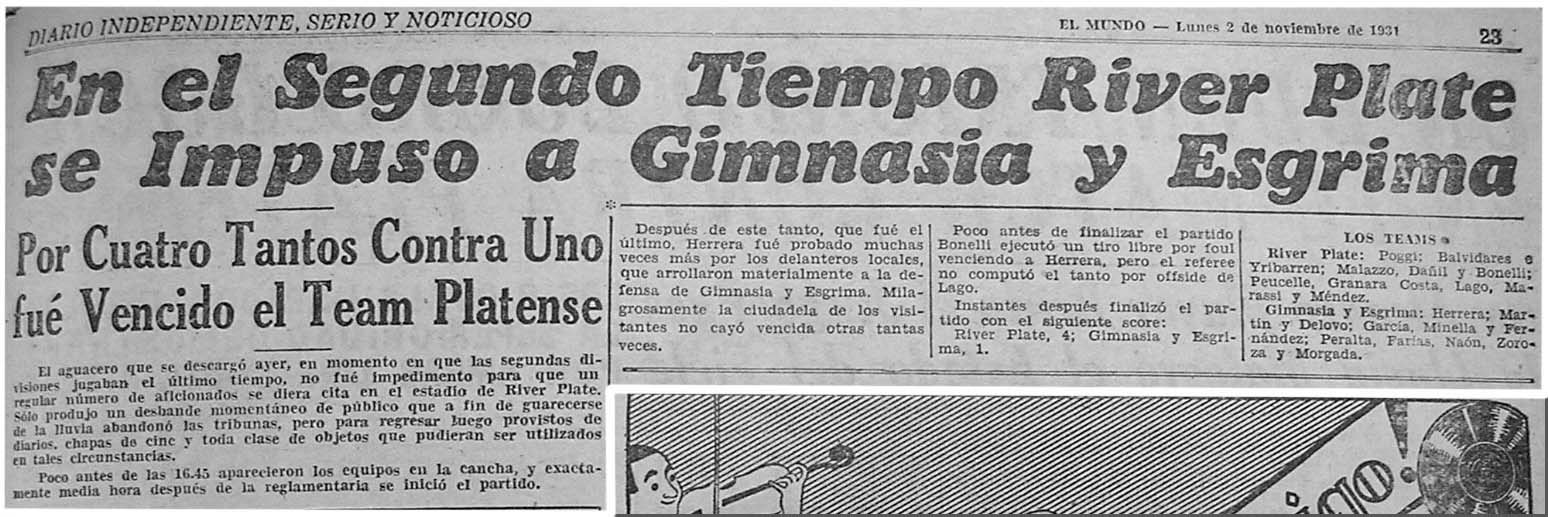 DIARIO INDEPENDIENTE, SERIO Y NOTICIOSO
EL MUNDO — Lunes 2 de noviembre de 1931
23
En el Segundo Tiempo River Plate
se Impuso a Gimnasia y Esgrima
Por Cuatro Tantos Contra Uno
fué Vencido el Team Platense
El aguacero que se descargó ayer, en momento en que las segundas di-
visiones jugaban el último tiempo, no fué impedimento para que un
regular número de aficionados se diera cita en el estadio de River Plate.
Sólo produjo un desbande momentáneo de público que a fin de guarecerse
de la lluvia abandonó las tribunas, pero para regresar luego provistos de
diarios, chapas de cinc y toda clase de objetos que pudieran ser utilizados
en tales circunstancias.
Poco antes de las 16.45 aparecieron los equipos en la cancha, y exacta-
mente media hora después de la reglamentaria se inició el partido.
Después de este tanto, que fué el
último, Herrera fué probado muchas
veces más por los delanteros locales,
que arrollaron materialmente a la de-
fensa de Gimnasia y Esgrima. Mila-
grosamente la ciudadela de los visi-
tantes no cayó vencida otras tantas
veces.
Poco antes de finalizar el partido
Bonelli ejecutó un tiro libre por foul
venciendo a Herrera, pero el referee
no computó el tanto por offside de
Lago.
Instantes después finalizó el par-
tido con el siguiente score:
River Plate, 4; Gimnasia y Esgri-
ma, 1.
LOS TEAMS
River Plate: Poggi; Balvidares e
Yribarren; Malazzo, Dañil y Bonelli;
Peucelle, Granara Costa, Lago, Ma-
rassi y Méndez.
Gimnasia y Esgrima: Herrera; Mar-
tín y Delovo; García, Minella y Fer-
nández; Peralta, Farías, Naón, Zoro-
za y Morgada.